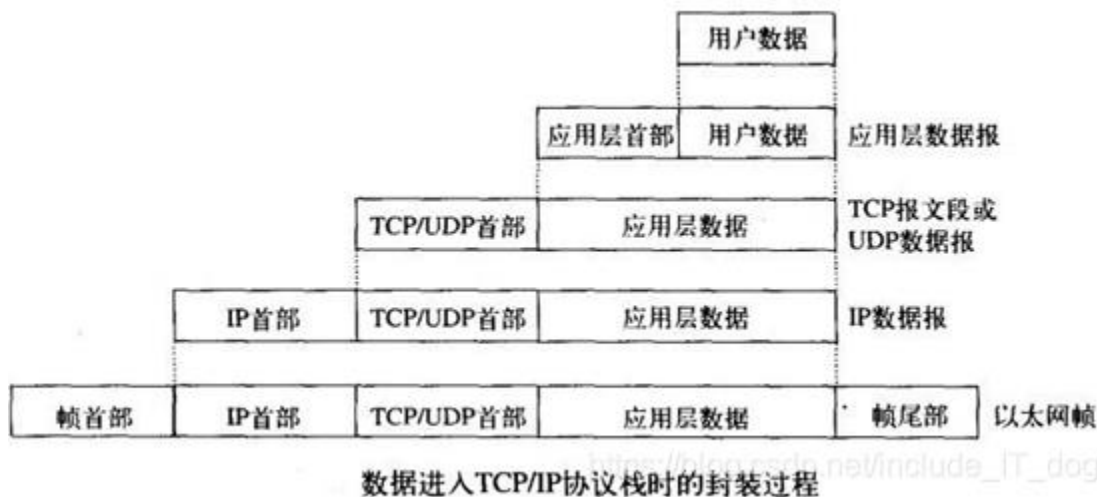 用户数据
应用层首部 用户数据 应用层数据报
TCP/UDP首部 应用层数据 TCP报文段或
UDP数据报
IP首部 TCP/UDP首部 应用层数据 IP数据报
帧首部 IP首部 TCP/UDP首部 应用层数据 帧尾部 以太网帧
https://blog.csdn.net/include_IT_dog
数据进入TCP/IP协议栈时的封装过程